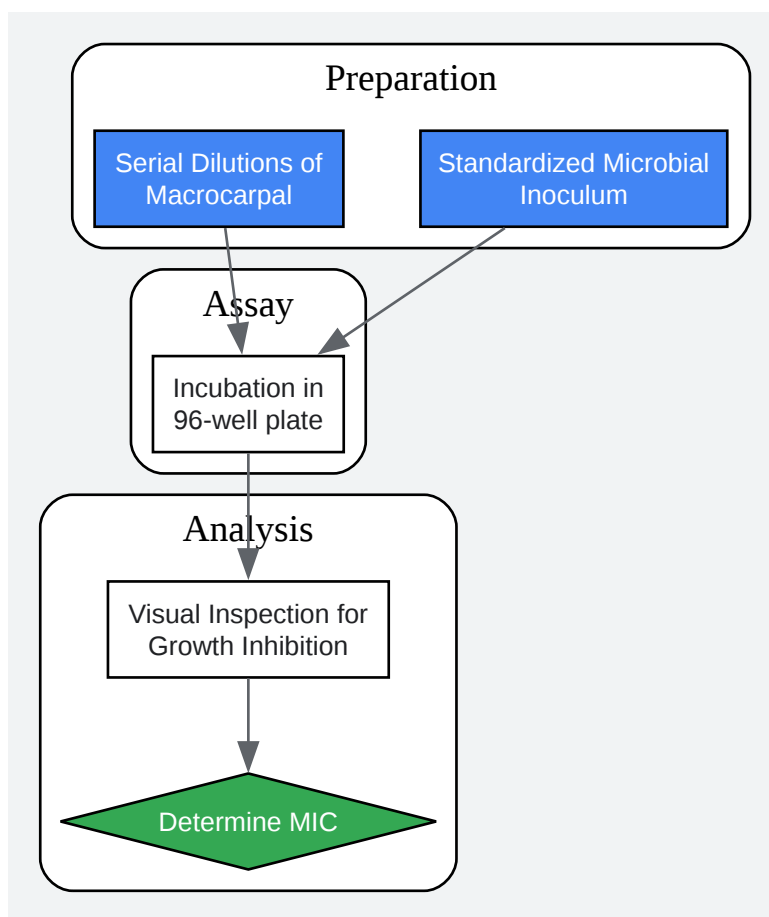 Preparation
Serial Dilutions of
Macrocarpal
Standardized Microbial
Inoculum
Assay
Incubation in
96-well plate
Analysis
Visual Inspection for
Growth Inhibition
Determine MIC